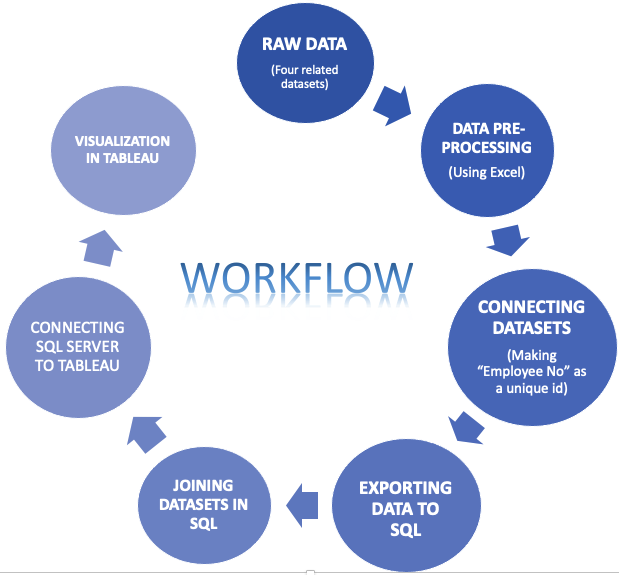 RAW DATA
(Four related
datasets)
DATA PRE-
PROCESSING
(Using Excel)
CONNECTING
DATASETS
(Making
“Employee No” as
a unique id)
EXPORTING
DATA TO
SQL
JOINING
DATASETS IN
SQL
CONNECTING
SQL SERVER
TO TABLEAU
VISUALIZATION
IN TABLEAU
WORKFLOW